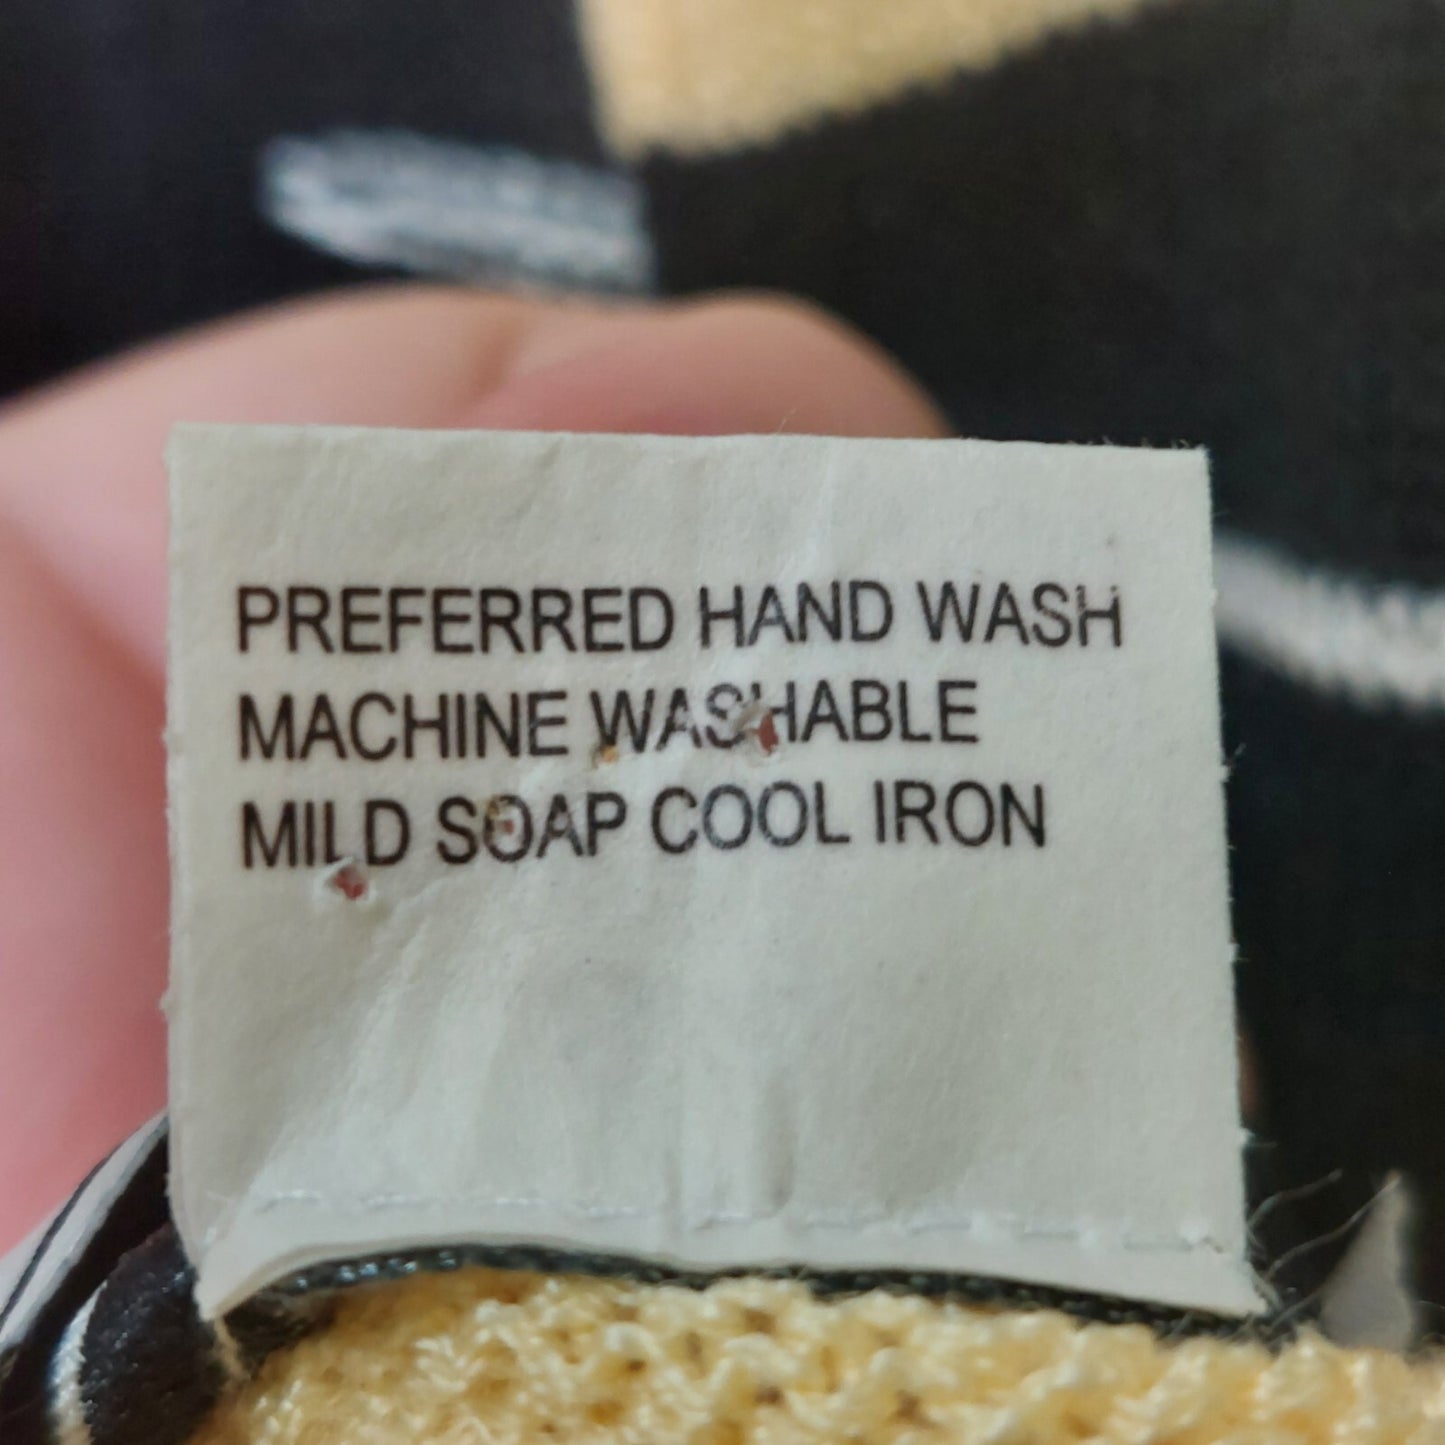 PREFERRED HAND WASH
MACHINE WASHABLE
MILD SOAP COOL IRON